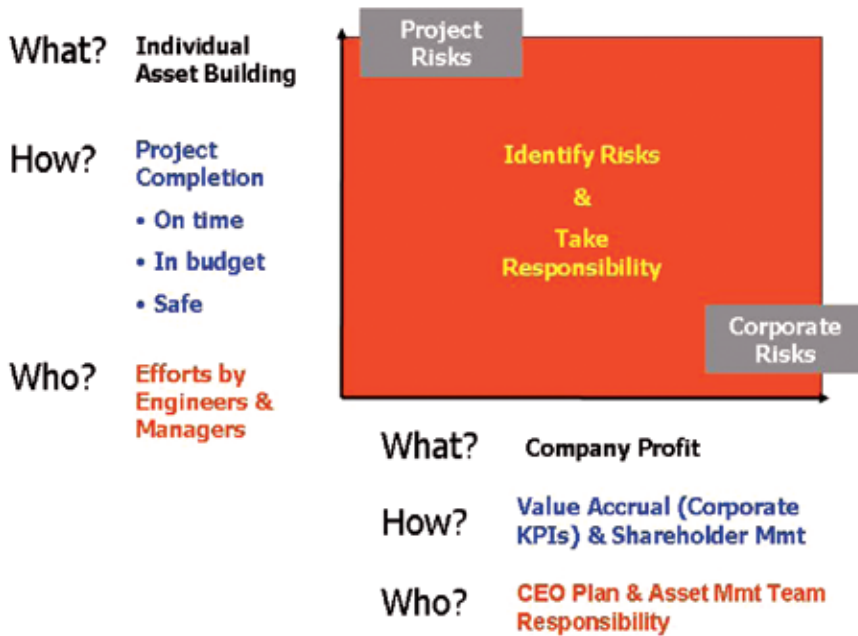 What?
Individual
Asset Building
How?
Project
Completion
• On time
• In budget
• Safe
Who?
Efforts by
Engineers &
Managers
Project
Risks
Identify Risks
&
Take
Responsibility
Corporate
Risks
What?
Company Profit
How?
Value Accrual (Corporate
KPIs) & Shareholder Mmt
Who?
CEO Plan & Asset Mmt Team
Responsibility